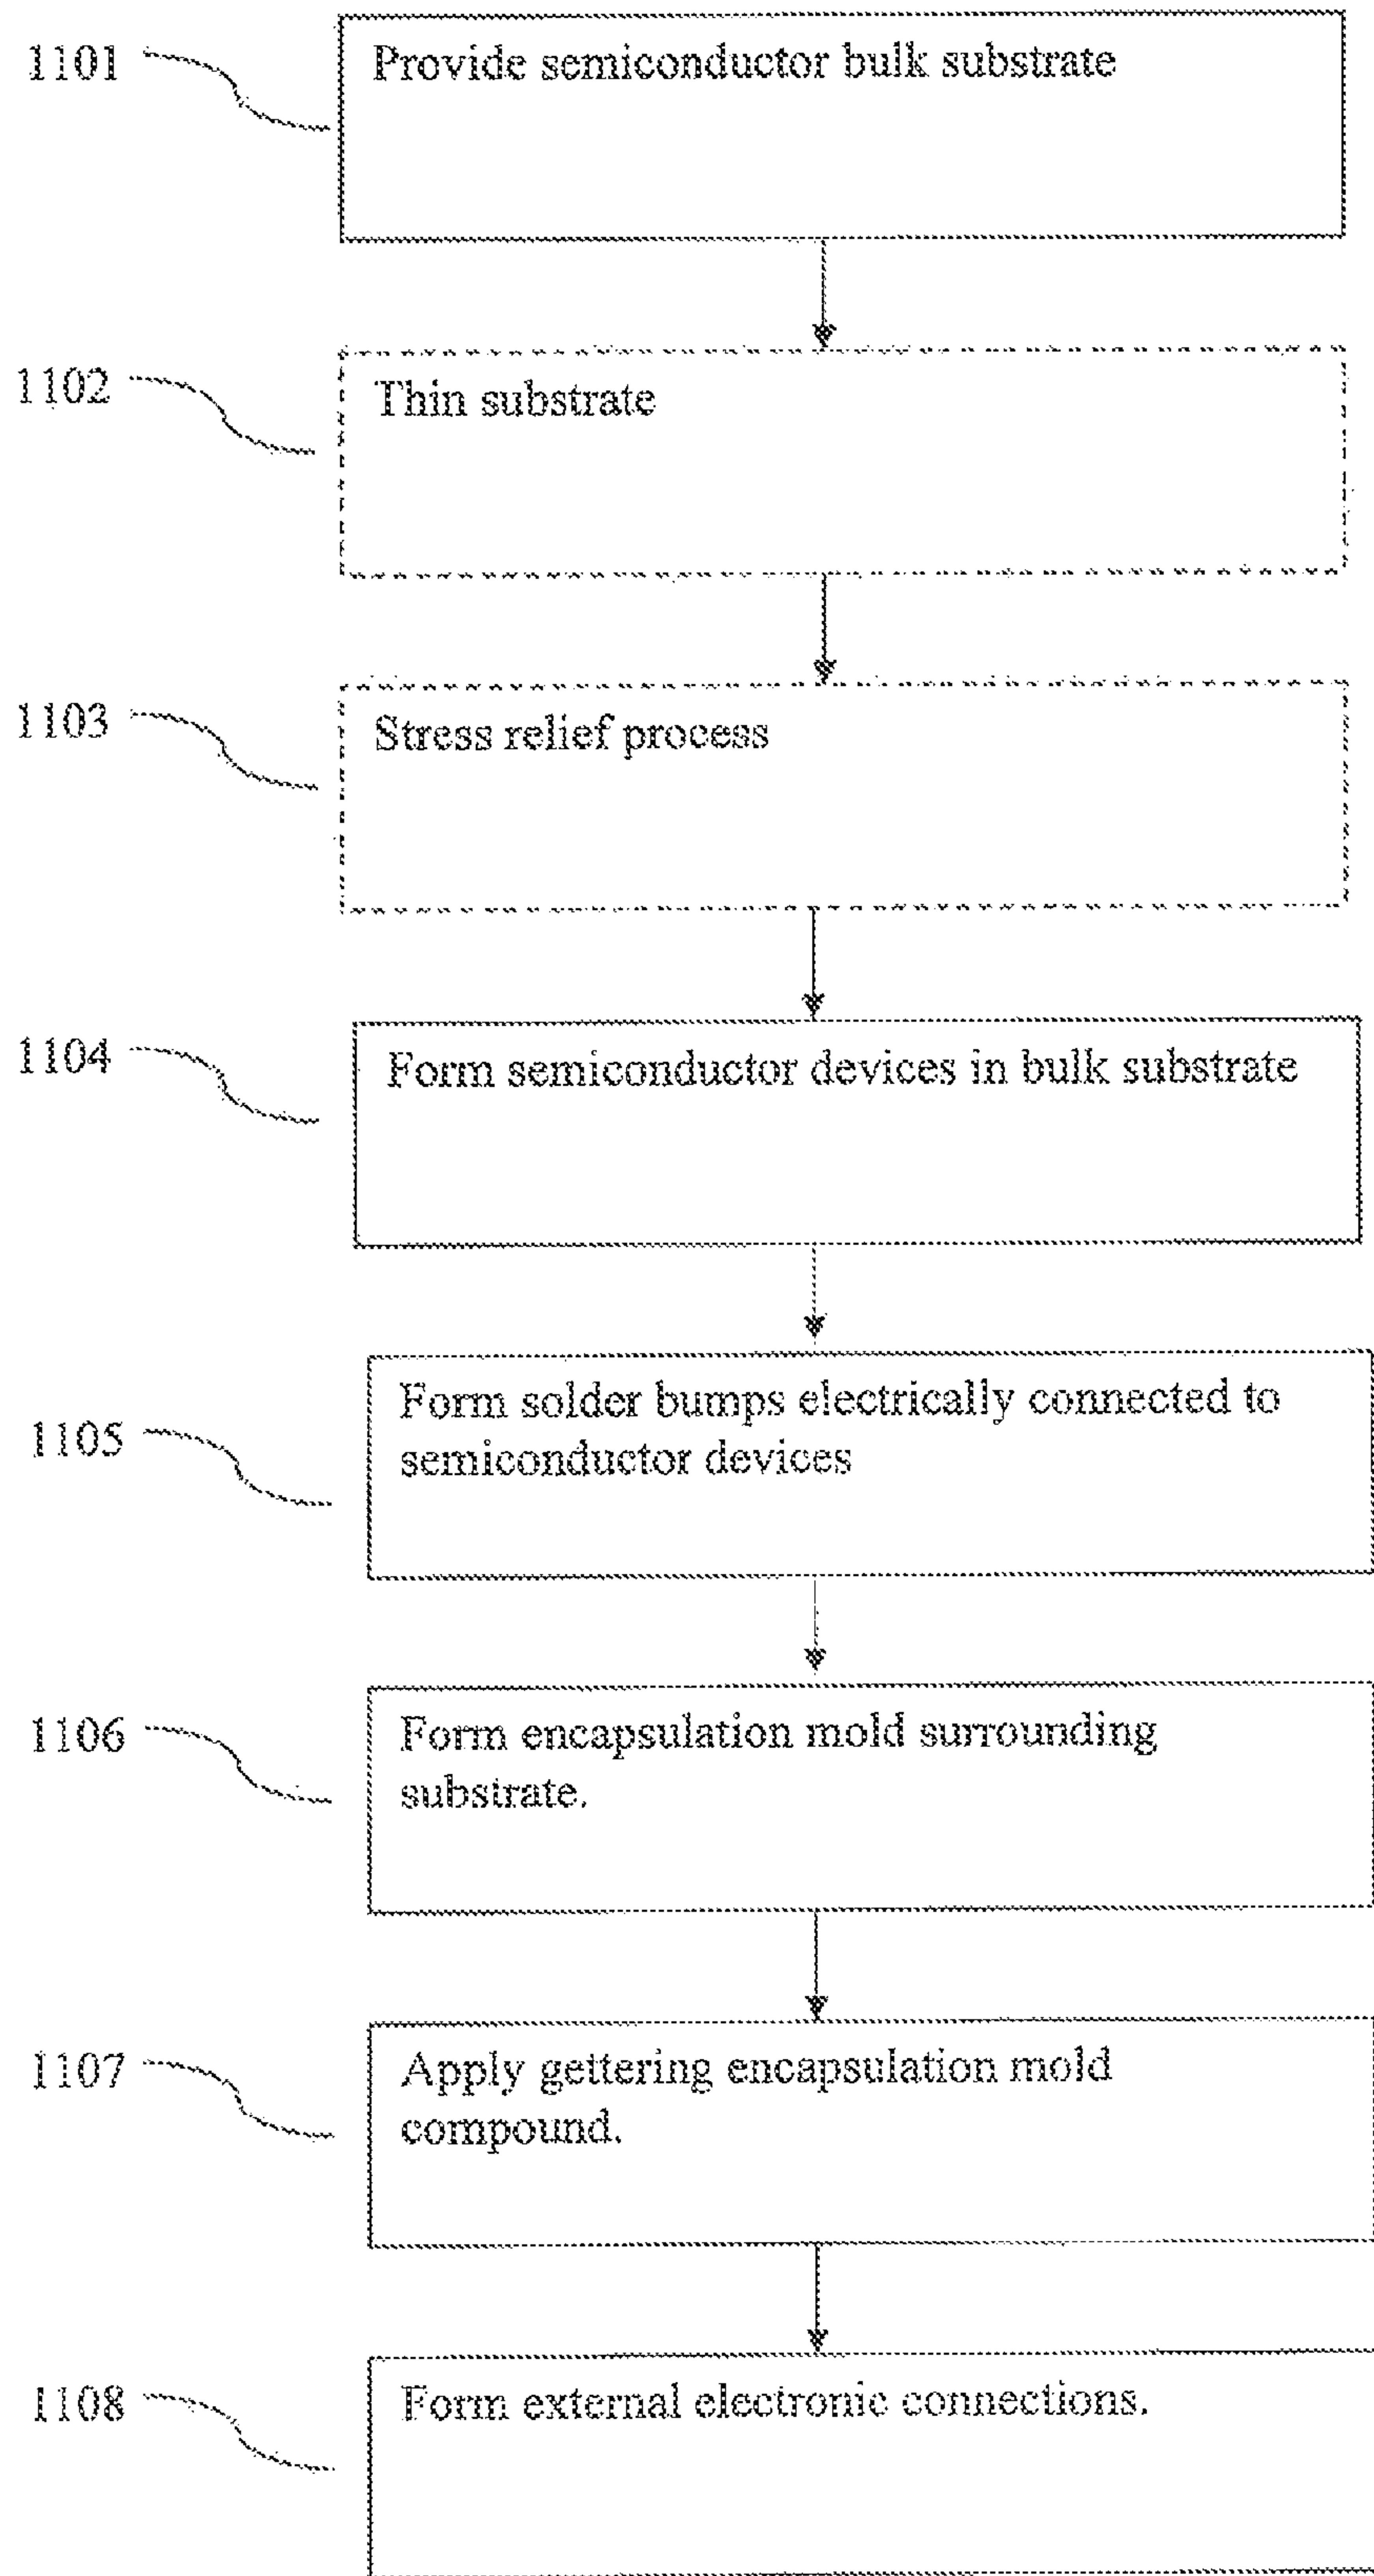 1101
Provide semiconductor bulk substrate
1102
Thin substrate
1103
Stress relief process
1104
Form semiconductor devices in bulk substrate
1105
Form solder bumps electrically connected to
semiconductor devices
1106
Form encapsulation mold surrounding
substrate.
1107
Apply gettering encapsulation mold
compound.
1108
Form external electronic connections.